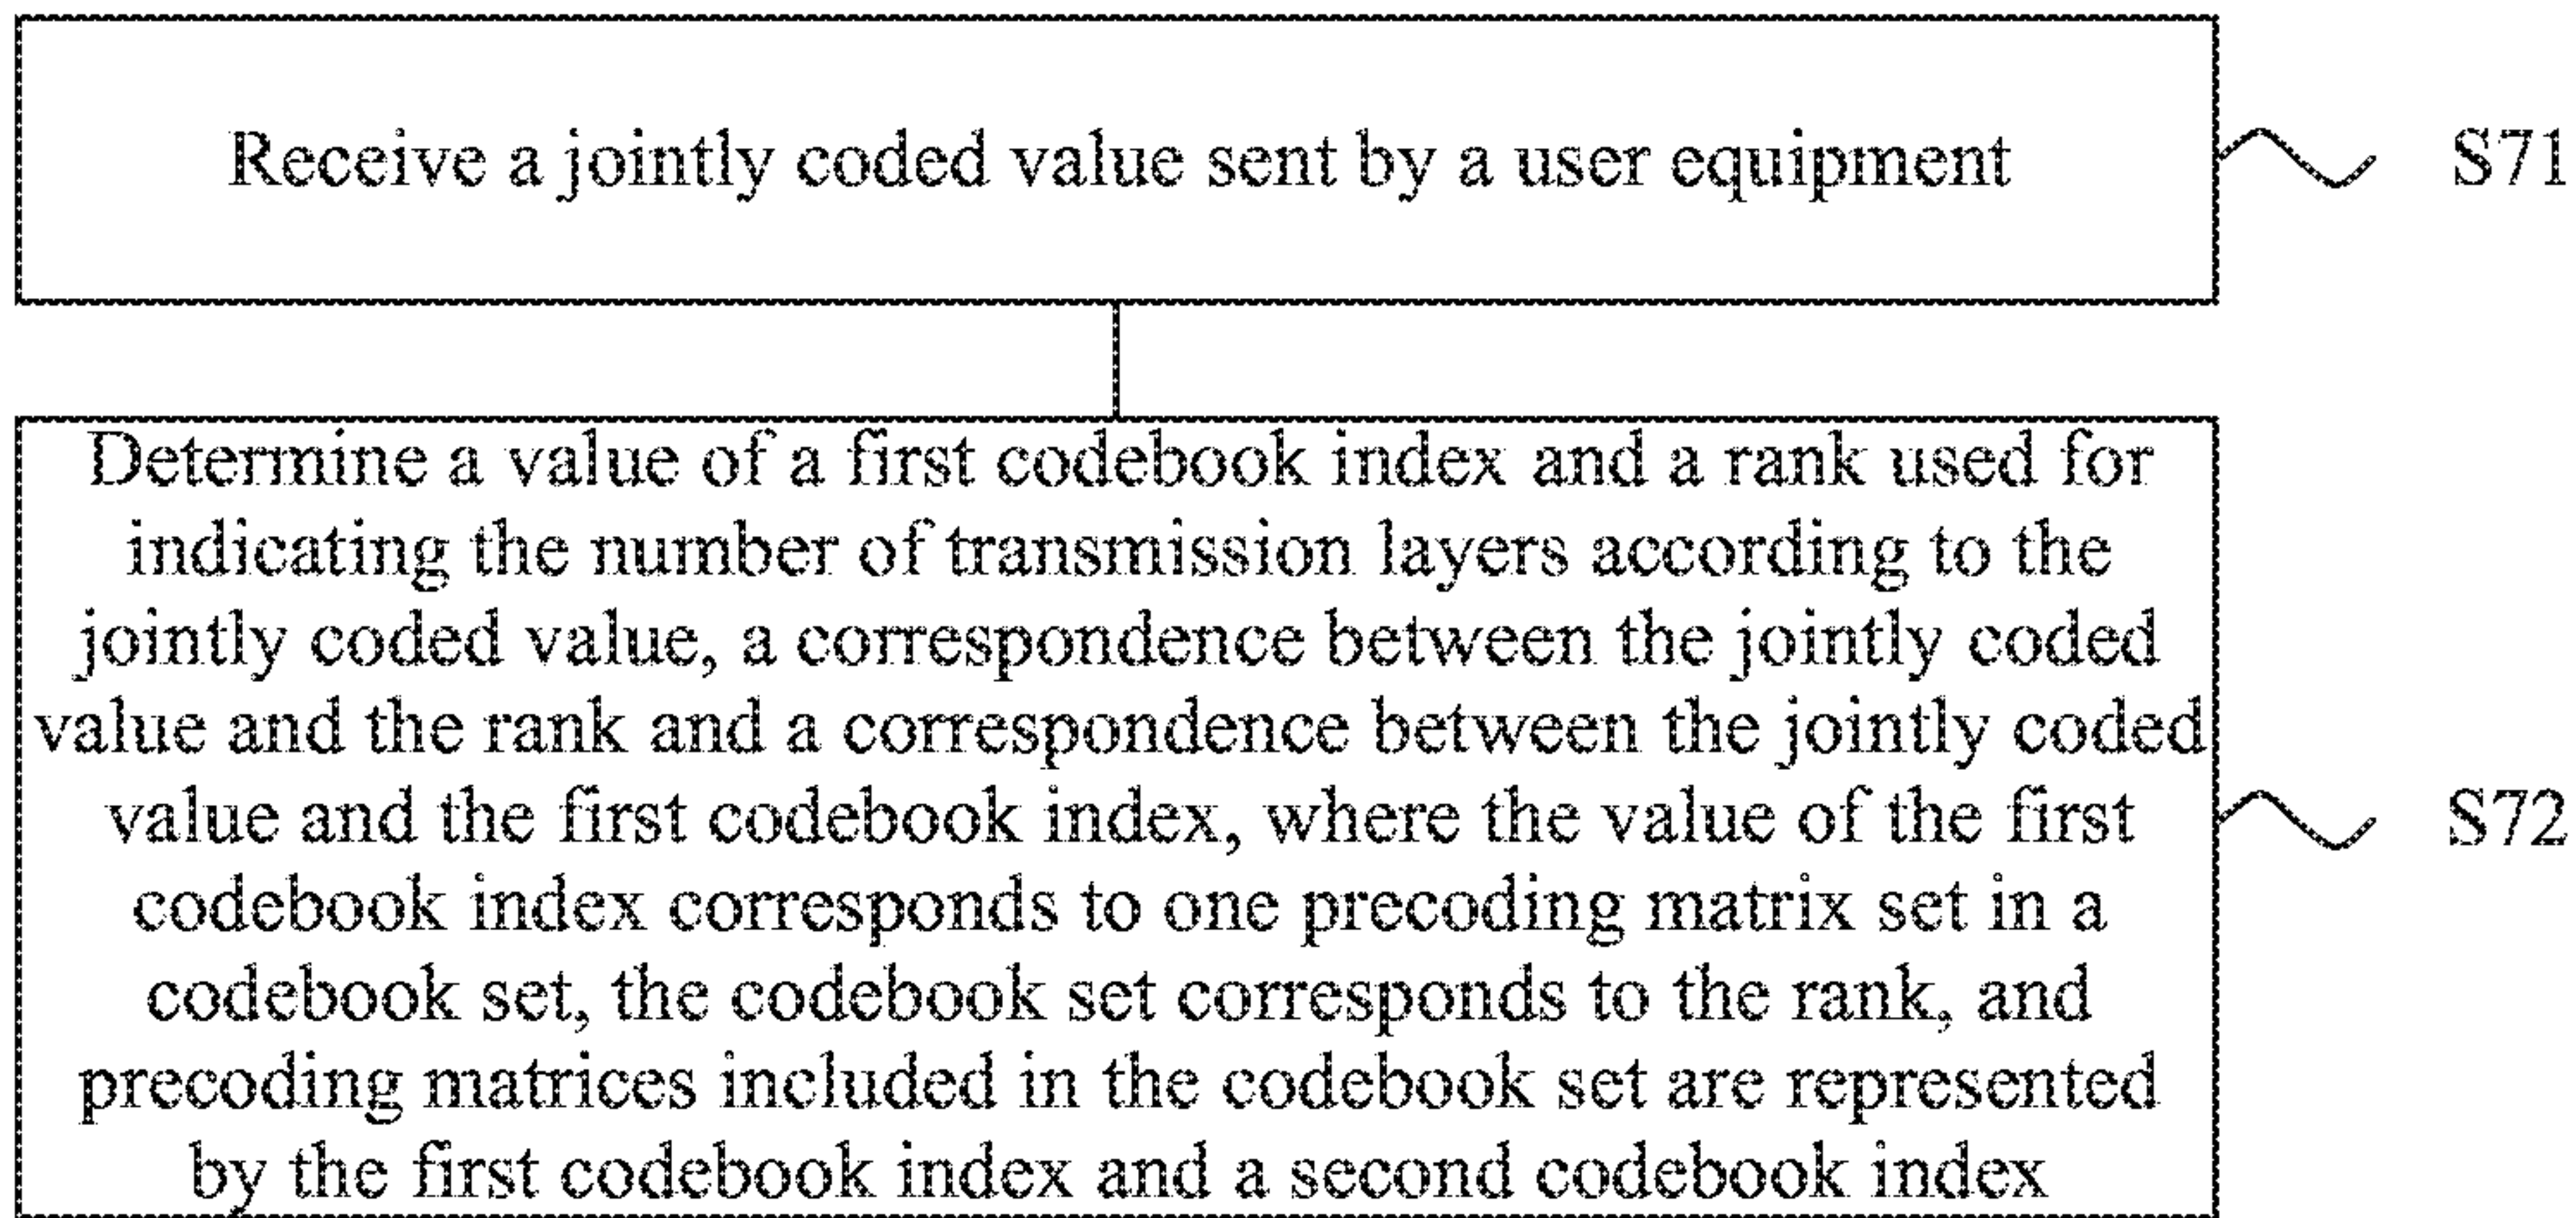 Receive a jointly coded value sent by a user equipment
S71
Determine a value of a first codebook index and a rank used for
indicating the number of transmission layers according to the
jointly coded value, a correspondence between the jointly coded
value and the rank and a correspondence between the jointly coded
value and the first codebook index, where the value of the first
codebook index corresponds to one precoding matrix set in a
codebook set, the codebook set corresponds to the rank, and
precoding matrices included in the codebook set are represented
by the first codebook index and a second codebook index
S72